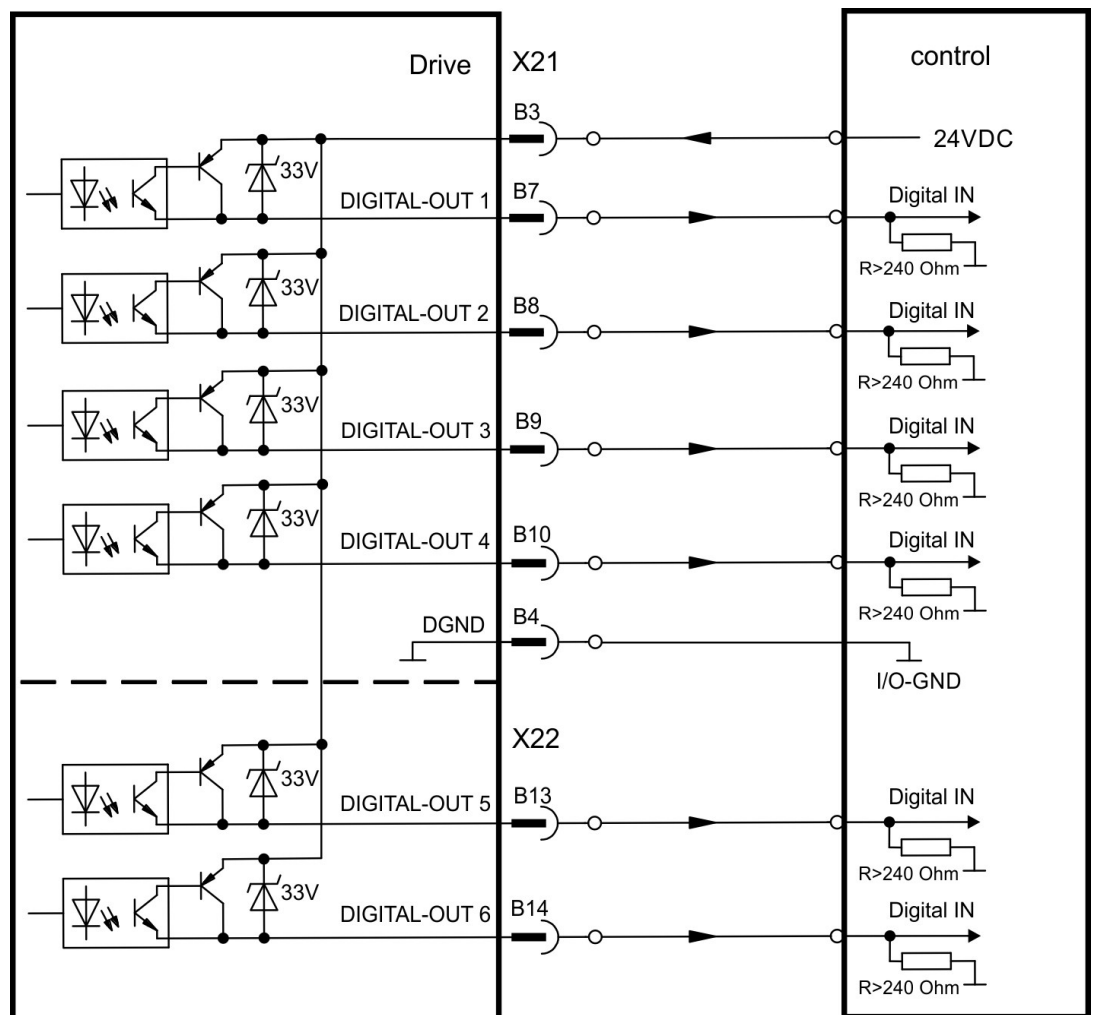 Drive
X21
control
B3
24VDC
33V
DIGITAL-OUT 1
B7
Digital IN
R>240 Ohm
33V
DIGITAL-OUT 2
B8
Digital IN
R>240 Ohm
33V
DIGITAL-OUT 3
B9
Digital IN
R>240 Ohm
33V
DIGITAL-OUT 4
B10
Digital IN
R>240 Ohm
DGND
B4
I/O-GND
X22
33V
DIGITAL-OUT 5
B13
Digital IN
R>240 Ohm
33V
DIGITAL-OUT 6
B14
Digital IN
R>240 Ohm